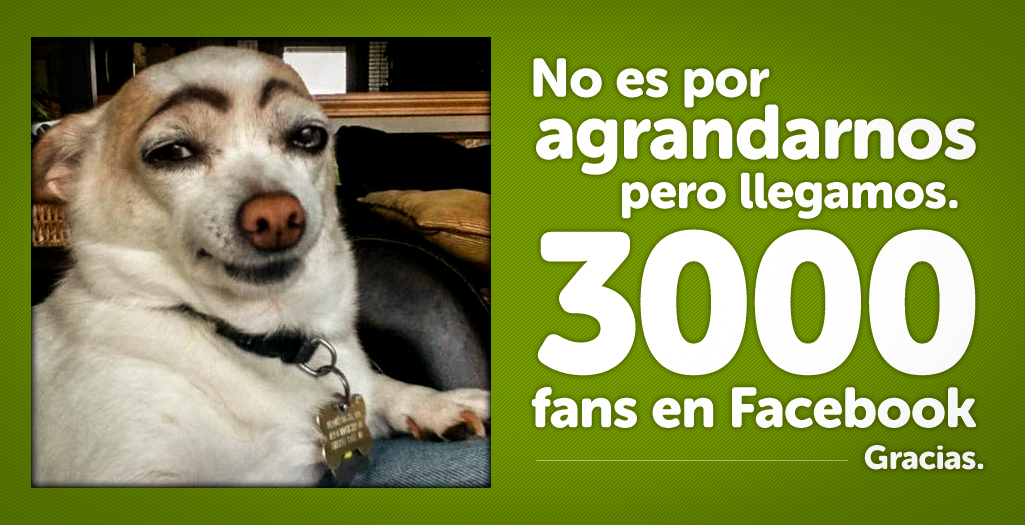 No es por
agrandarnos
pero llegamos.
3000
fans en Facebook
Gracias.